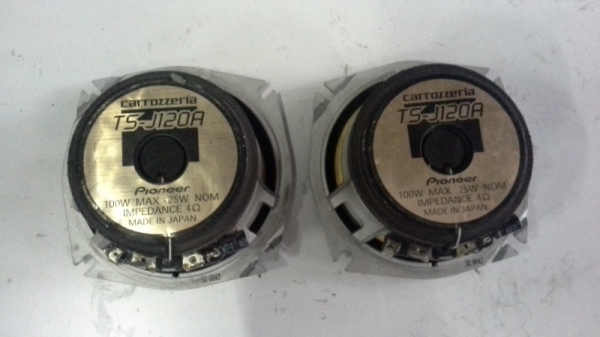 carrozzeria
TS-J120A
Pioneer
100W MAX 25W NOM
IMPEDANCE 4Ω
MADE IN JAPAN
carrozzeria
TS-J120A
Pioneer
100W MAX 25W NOM
IMPEDANCE 4Ω
MADE IN JAPAN